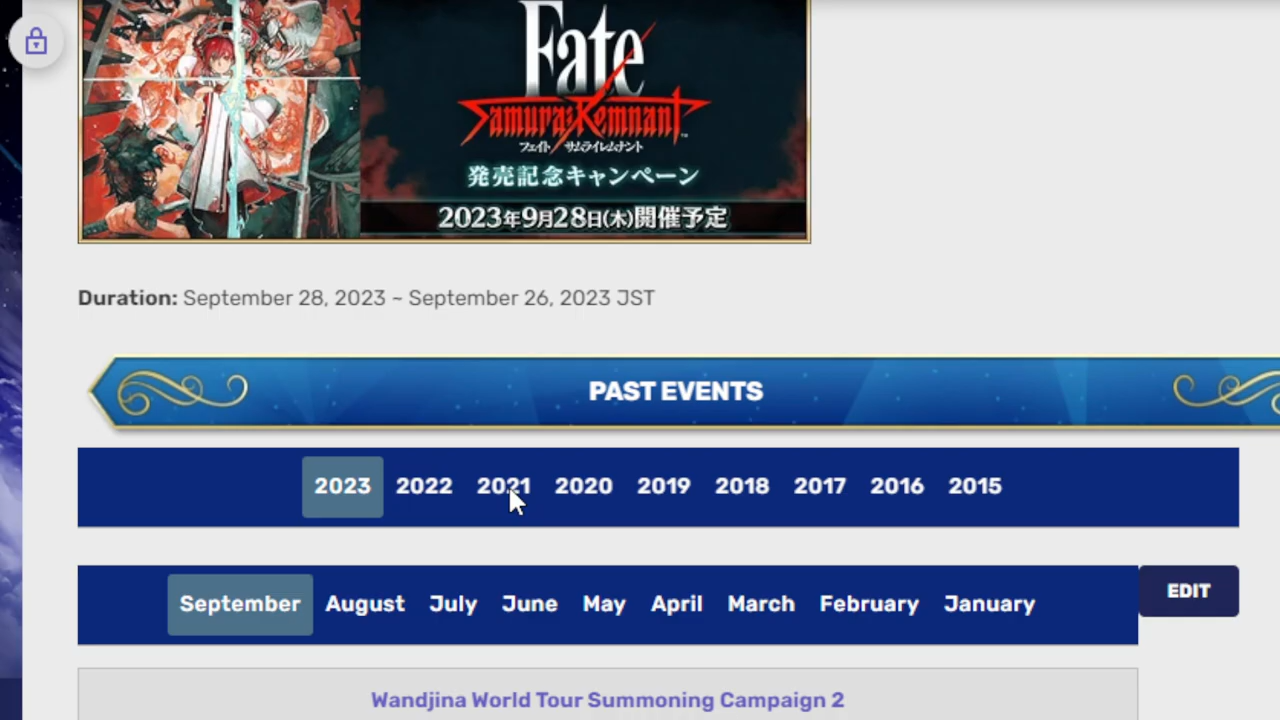 Fate
Samurai Remnant
フェイト/サムライレムナント
発売記念キャンペーン
2023年9月28日(木)開催予定
Duration: September 28, 2023 ~ September 26, 2023 JST
PAST EVENTS
2023 2022 2021 2020 2019 2018 2017 2016 2015
September August July June May April March February January
EDIT
Wandjina World Tour Summoning Campaign 2